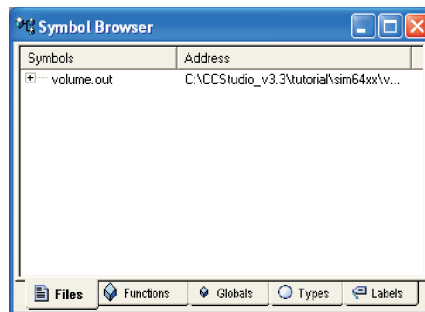 Symbol Browser
Symbols Address
volume.out C:\CCStudio_v3.3\tutorial\sim64xx\v...
Files Functions Globals Types Labels